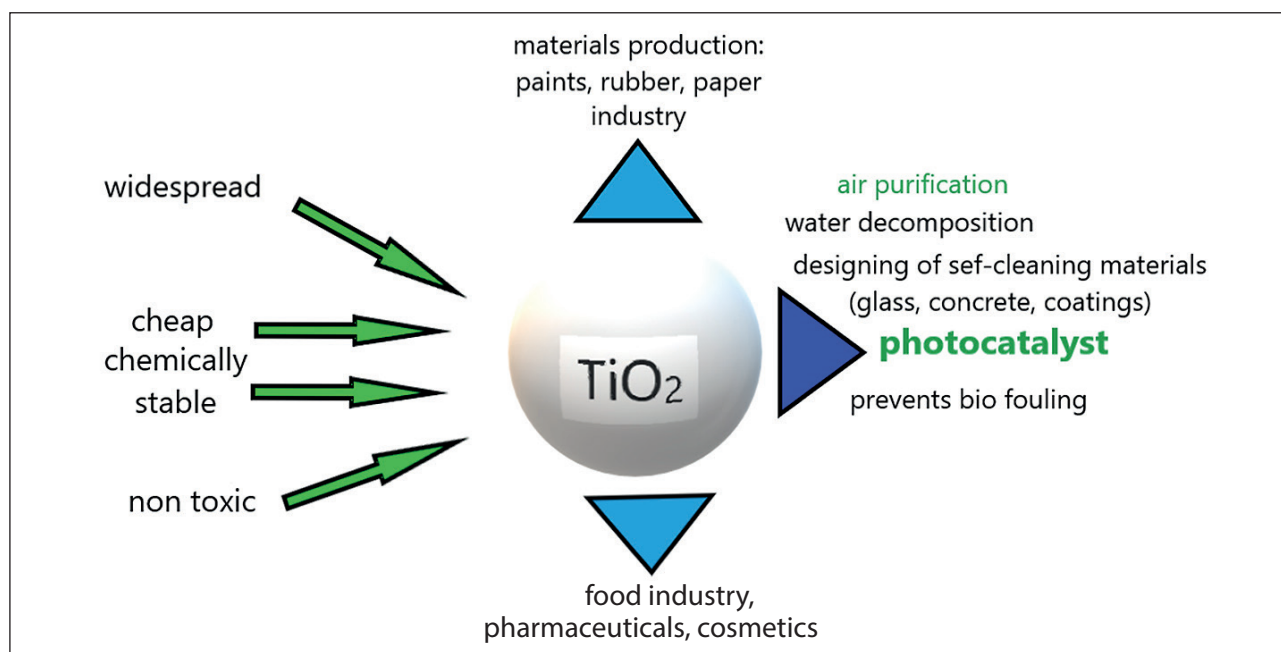 materials production:
paints, rubber, paper
industry
widespread
cheap
chemically
stable
non toxic
TiO₂
air purification
water decomposition
designing of sef-cleaning materials
(glass, concrete, coatings)
photocatalyst
prevents bio fouling
food industry,
pharmaceuticals, cosmetics